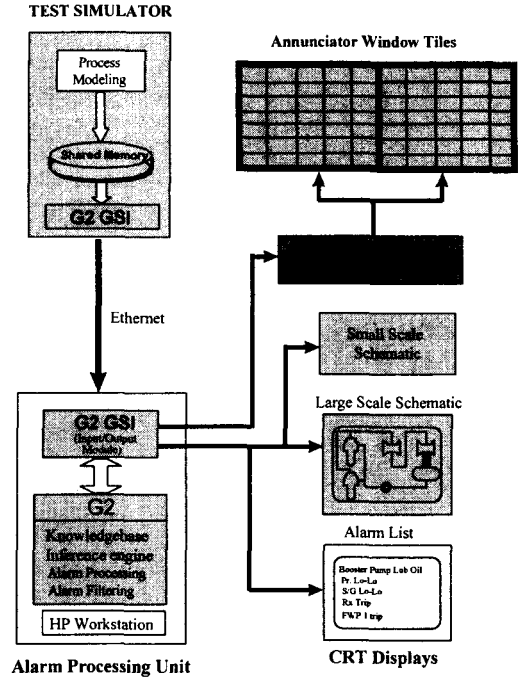 TEST SIMULATOR
Process
Modeling
Shared Memory
G2 GSI
Ethernet
Annunciator Window Tiles
Small Scale
Schematic
Large Scale Schematic
G2 GSI
(Input/Output
Module)
G2
Knowledgebase
Inference engine
Alarm Processing
Alarm Filtering
HP Workstation
Alarm Processing Unit
Alarm List
Booster Pump Lub Oil
Pr. Lo-Lo
S/G Lo-Lo
Rx Trip
FWP 1 trip
CRT Displays